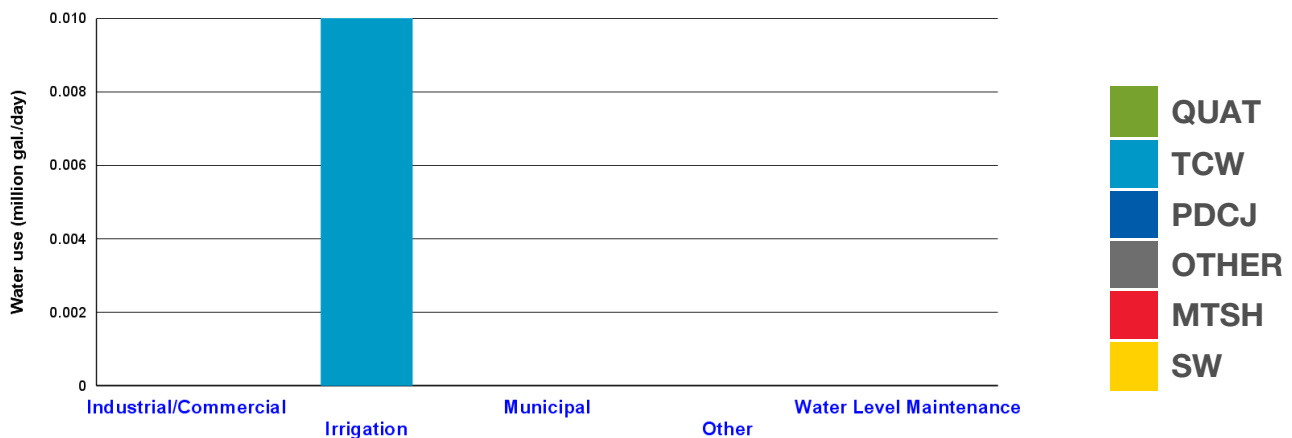 Water use (million gal./day)
0.010
0.008
0.006
0.004
0.002
0
Industrial/Commercial
Irrigation
Municipal
Other
Water Level Maintenance
QUAT
TCW
PDCJ
OTHER
MTSH
SW